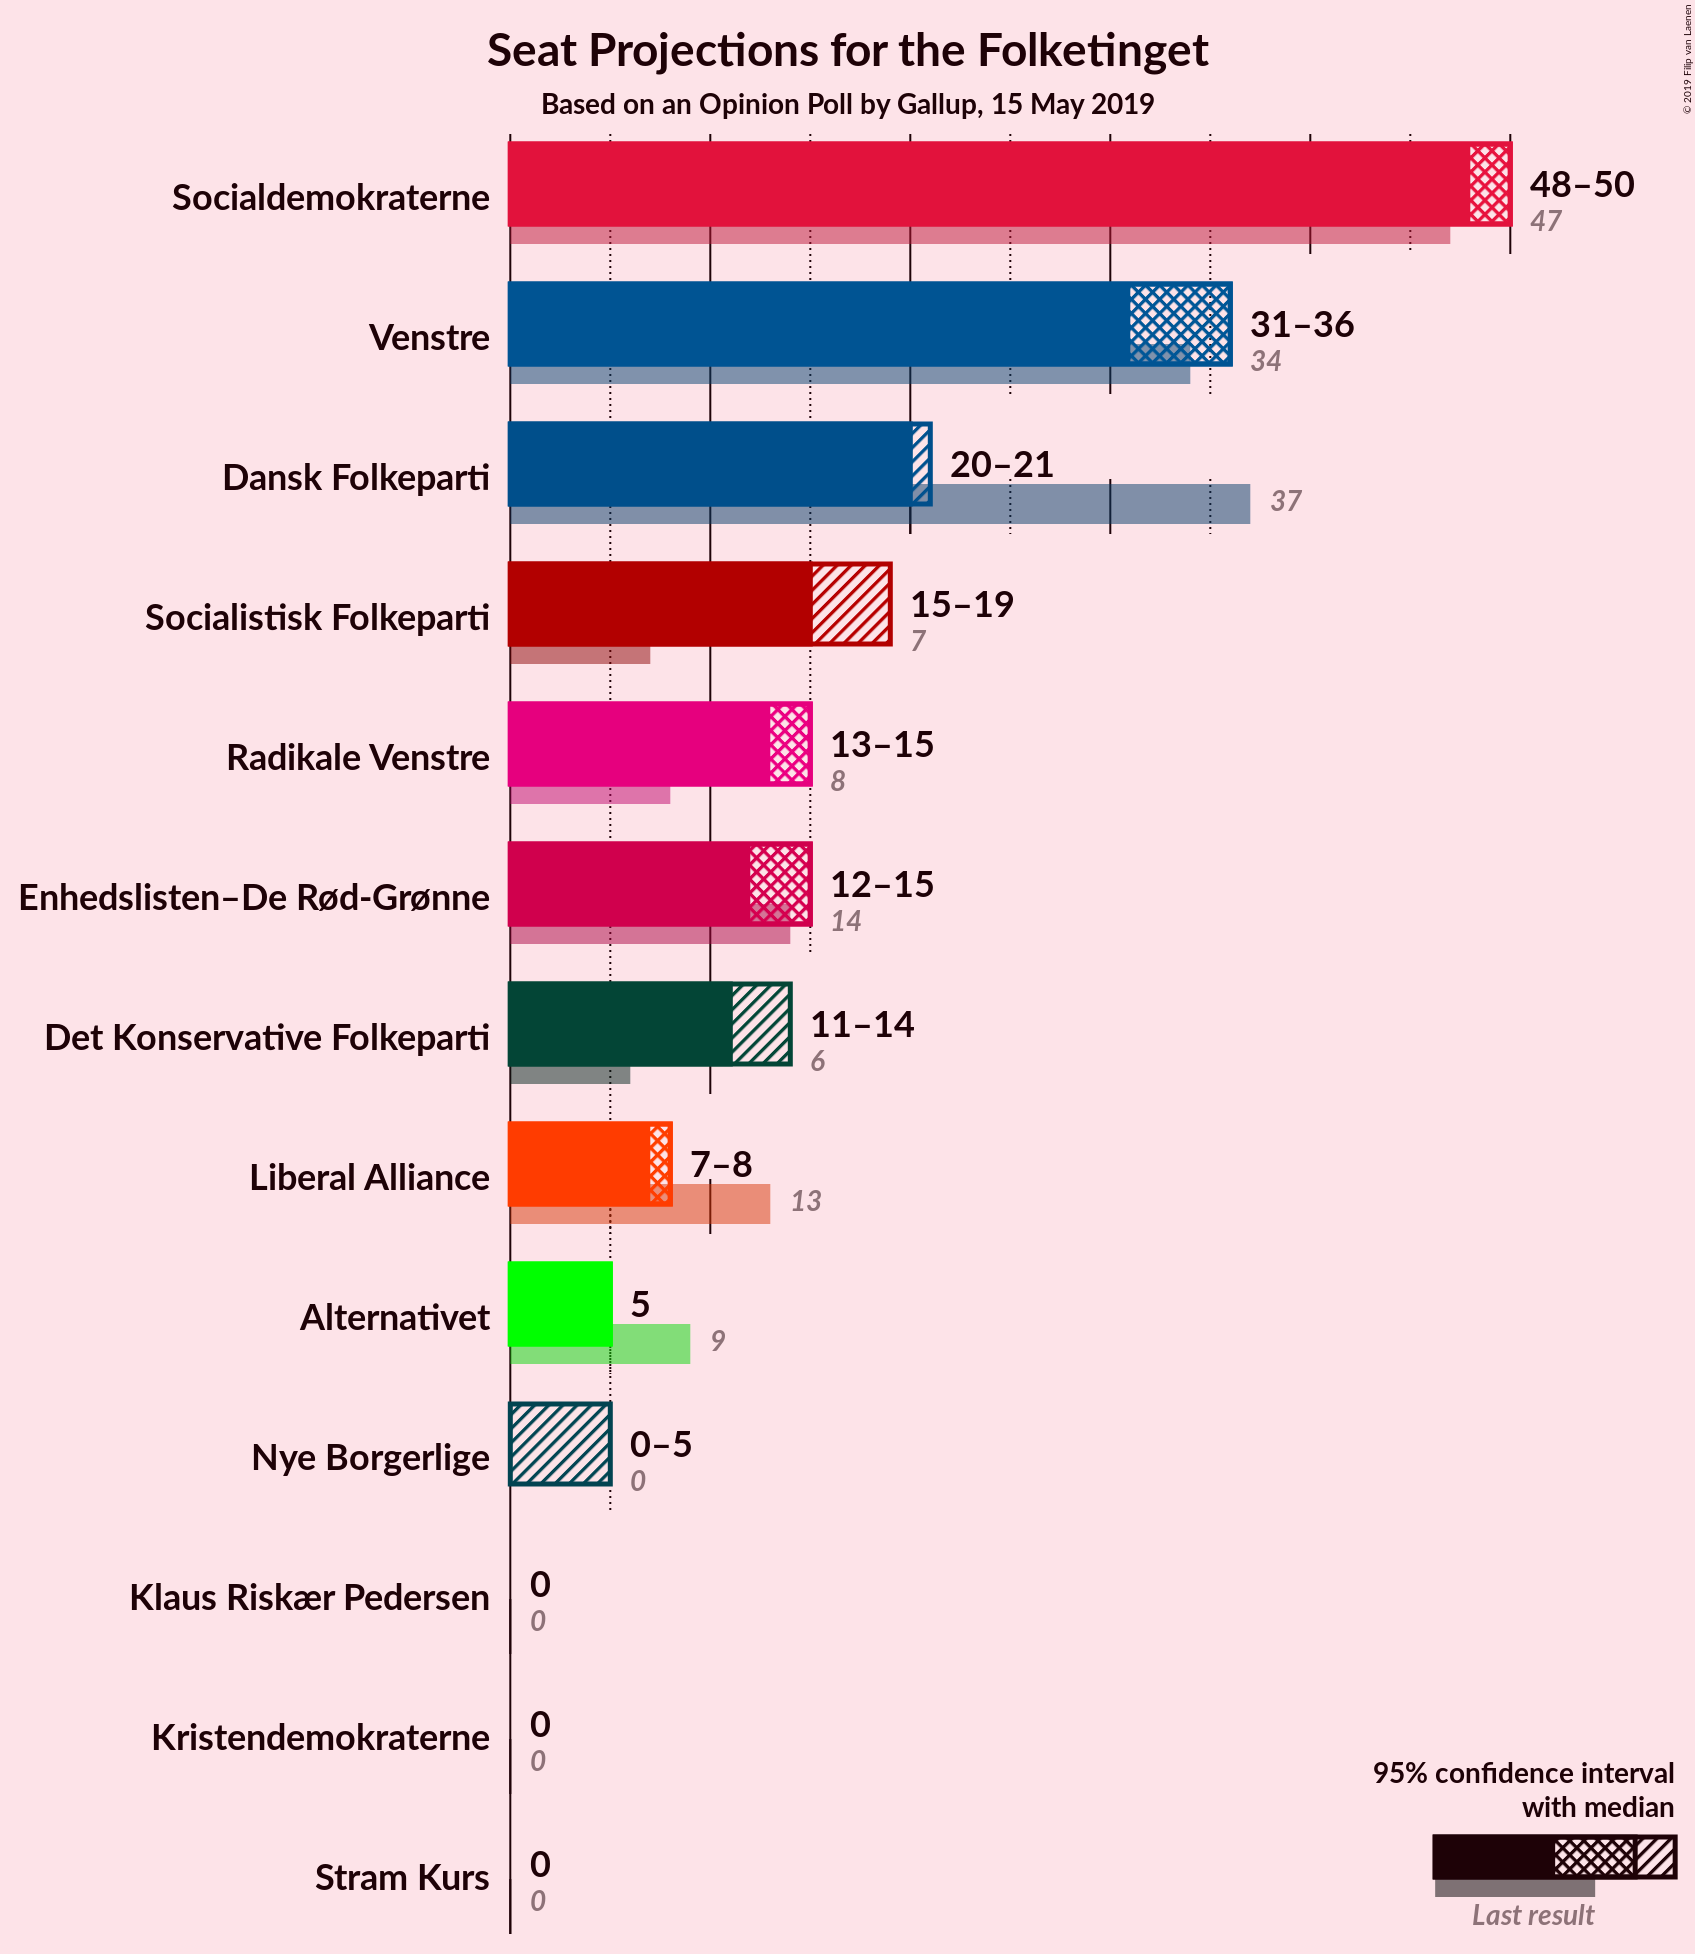 Seat Projections for the Folketinget
Based on an Opinion Poll by Gallup, 15 May 2019
© 2019 Filip van Laenen
Socialdemokraterne
48–50
47
Venstre
31–36
34
Dansk Folkeparti
20–21
37
Socialistisk Folkeparti
15–19
7
Radikale Venstre
13–15
8
Enhedslisten–De Rød-Grønne
12–15
14
Det Konservative Folkeparti
11–14
6
Liberal Alliance
7–8
13
Alternativet
5
9
Nye Borgerlige
0–5
0
Klaus Riskær Pedersen
0
0
Kristendemokraterne
0
0
Stram Kurs
0
0
95% confidence interval
with median
Last result